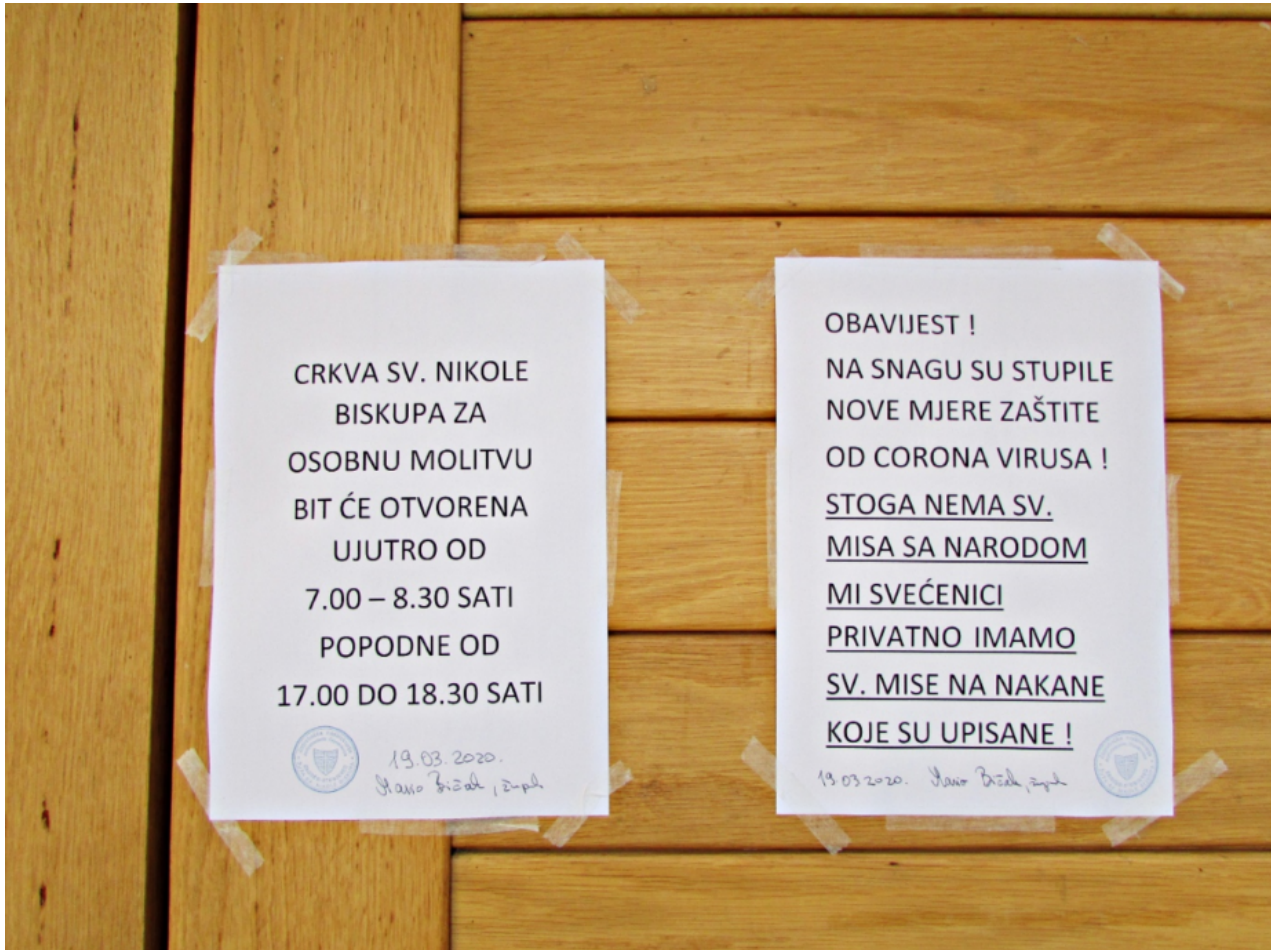 CRKVA SV. NIKOLE
BISKUPA ZA
OSOBNU MOLITVU
BIT ĆE OTVORENA
UJUTRO OD
7.00 – 8.30 SATI
POPODNE OD
17.00 DO 18.30 SATI
19.03.2020.
OBAVIJEST !
NA SNAGU SU STUPILE
NOVE MJERE ZAŠTITE
OD CORONA VIRUSA !
STOGA NEMA SV.
MISA SA NARODOM
MI SVEĆENICI
PRIVATNO IMAMO
SV. MISE NA NAKANE
KOJE SU UPISANE !
19.03.2020.